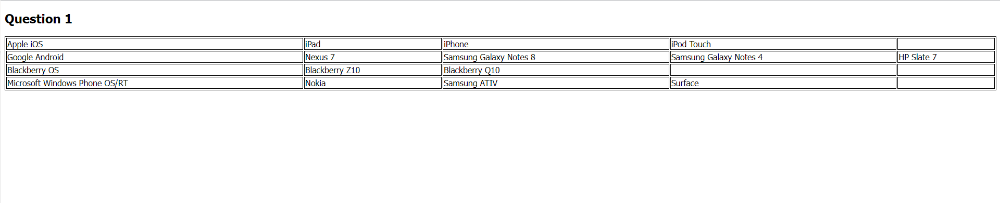 Question 1
Apple iOS iPad iPhone iPod Touch
Google Android Nexus 7 Samsung Galaxy Notes 8 Samsung Galaxy Notes 4 HP Slate 7
Blackberry OS Blackberry Z10 Blackberry Q10
Microsoft Windows Phone OS/RT Nokia Samsung ATIV Surface